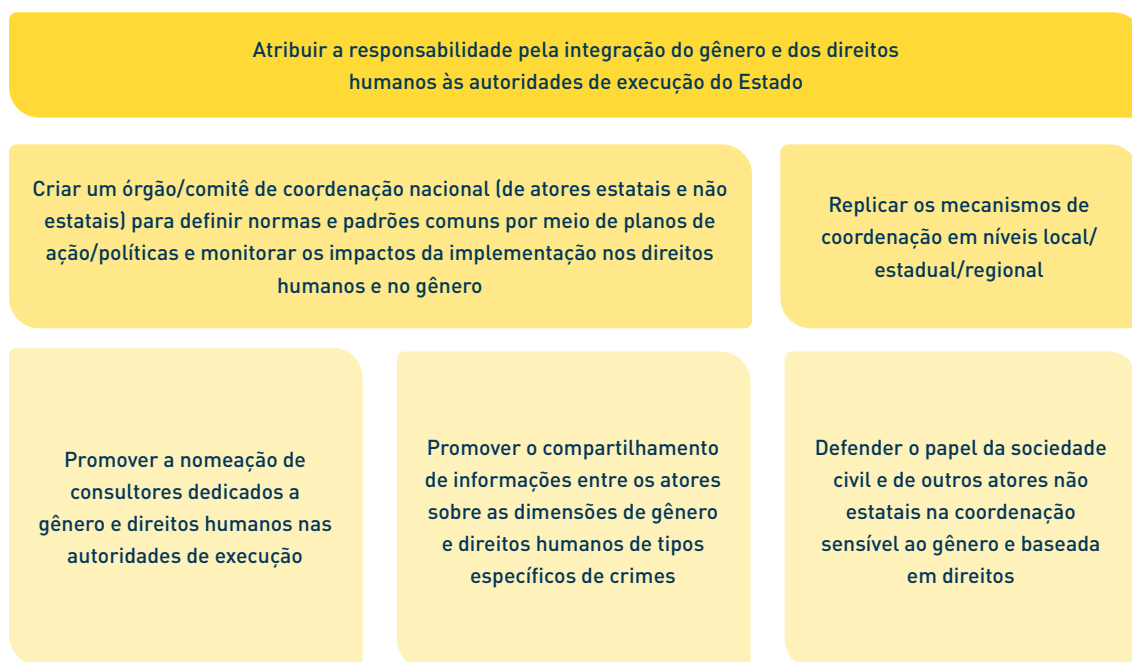 Atribuir a responsabilidade pela integração do gênero e dos direitos
humanos às autoridades de execução do Estado
Criar um órgão/comitê de coordenação nacional (de atores estatais e não
estatais) para definir normas e padrões comuns por meio de planos de
ação/políticas e monitorar os impactos da implementação nos direitos
humanos e no gênero
Replicar os mecanismos de
coordenação em níveis local/
estadual/regional
Promover a nomeação de
consultores dedicados a
gênero e direitos humanos nas
autoridades de execução
Promover o compartilhamento
de informações entre os atores
sobre as dimensões de gênero
e direitos humanos de tipos
específicos de crimes
Defender o papel da sociedade
civil e de outros atores não
estatais na coordenação
sensível ao gênero e baseada
em direitos